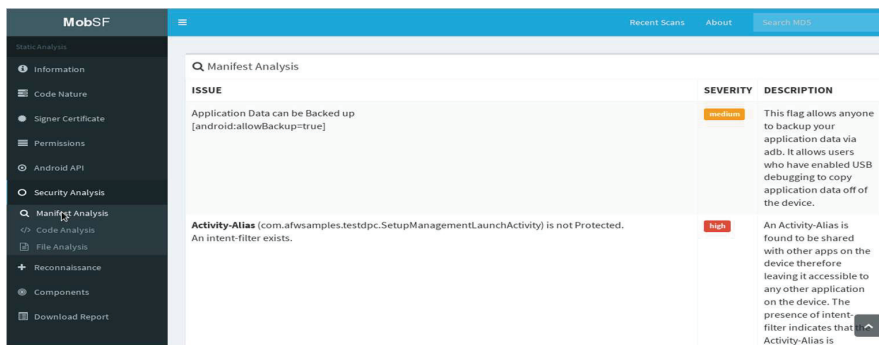 MobSF
Recent Scans About Search MD5
Static Analysis
Information
Code Nature
Signer Certificate
Permissions
Android API
Security Analysis
Manifest Analysis
Code Analysis
File Analysis
Reconnaissance
Components
Download Report
Manifest Analysis
ISSUE SEVERITY DESCRIPTION
Application Data can be Backed up
[android:allowBackup=true]
medium
This flag allows anyone
to backup your
application data via
adb. It allows users
who have enabled USB
debugging to copy
application data off of
the device.
Activity-Alias (com.afwsamples.testdpc.SetupManagementLaunchActivity) is not Protected.
An intent-filter exists.
high
An Activity-Alias is
found to be shared
with other apps on the
device therefore
leaving it accessible to
any other application
on the device. The
presence of intent-
filter indicates that the
Activity-Alias is